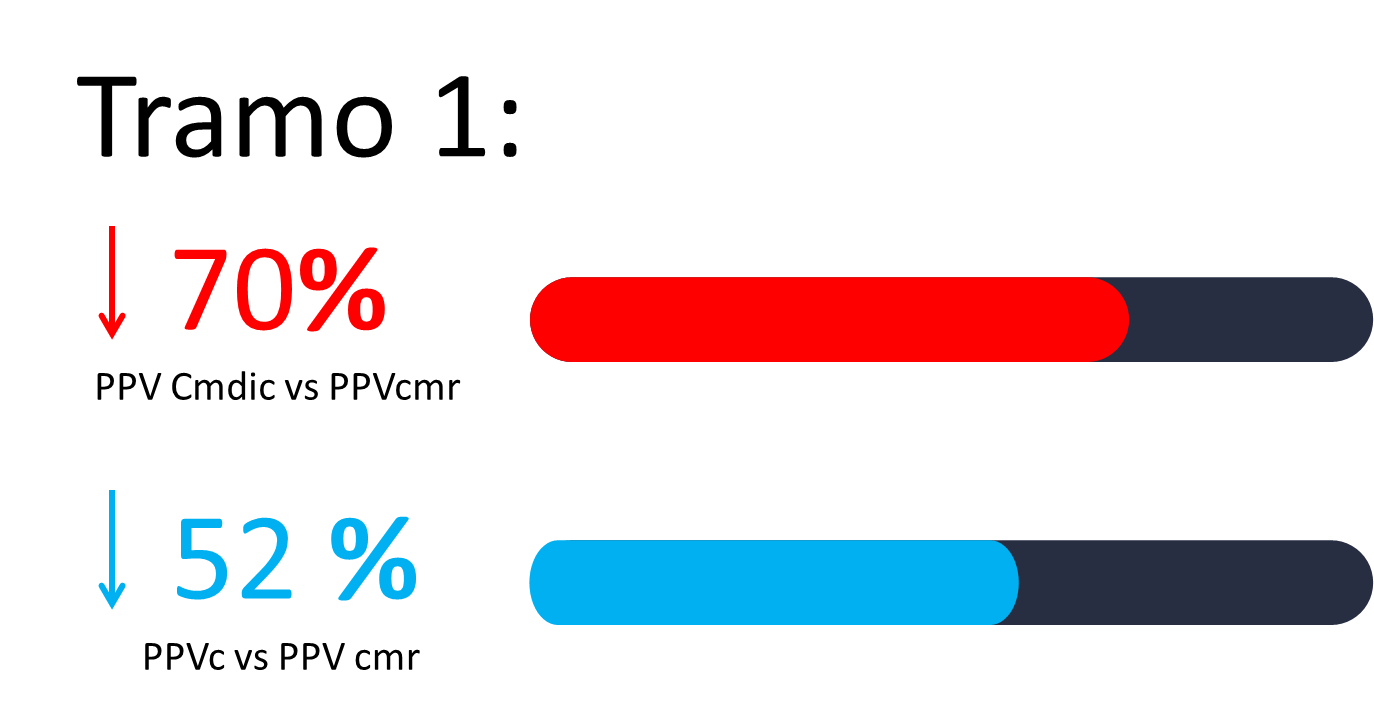 Tramo 1:
70%
PPV Cmdic vs PPVcmr
52 %
PPVc vs PPV cmr